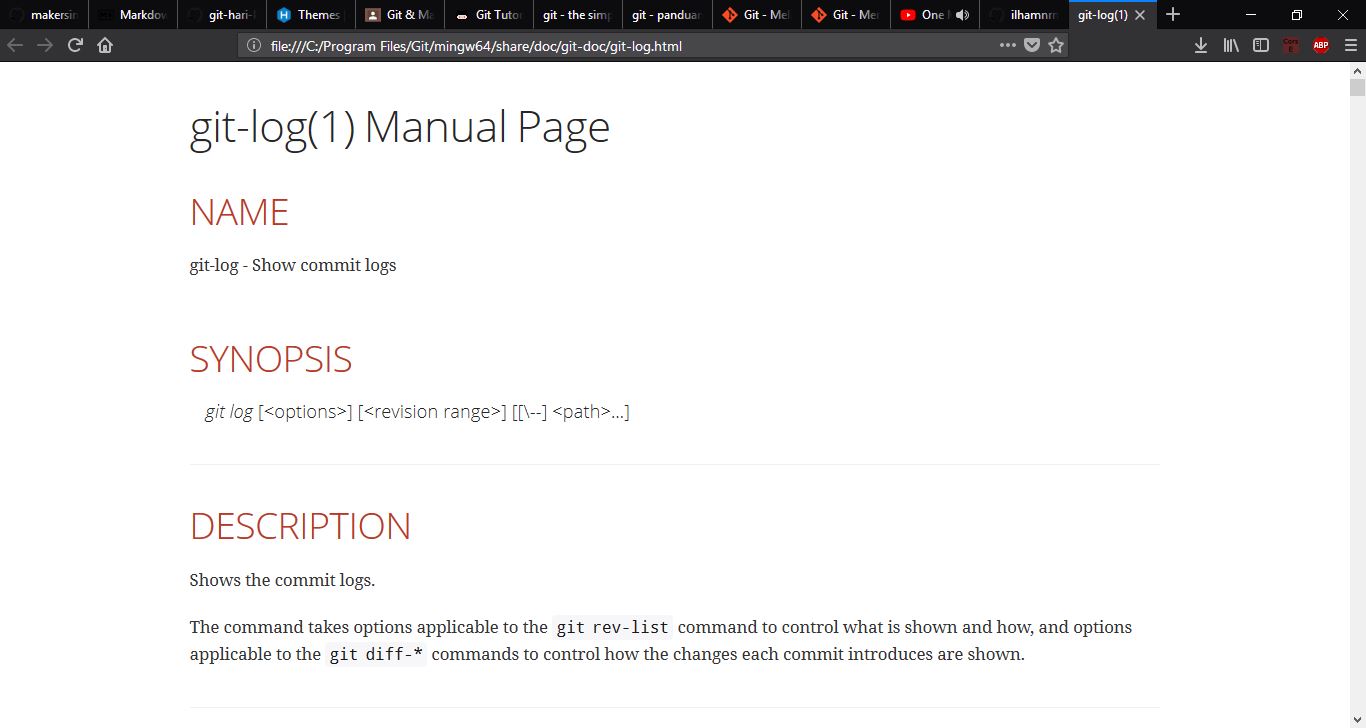 makersin
Markdow
git-hari-
Themes
Git & Ma
Git Tutor
git - the simp
git - panduan
Git - Mel
Git - Mer
One
ilhamnrn
git-log(1)
file:///C:/Program Files/Git/mingw64/share/doc/git-doc/git-log.html
ABP
git-log(1) Manual Page
NAME
git-log - Show commit logs
SYNOPSIS
git log [<options>] [<revision range>] [[\--] <path>...]
DESCRIPTION
Shows the commit logs.
The command takes options applicable to the git rev-list command to control what is shown and how, and options
applicable to the git diff-* commands to control how the changes each commit introduces are shown.